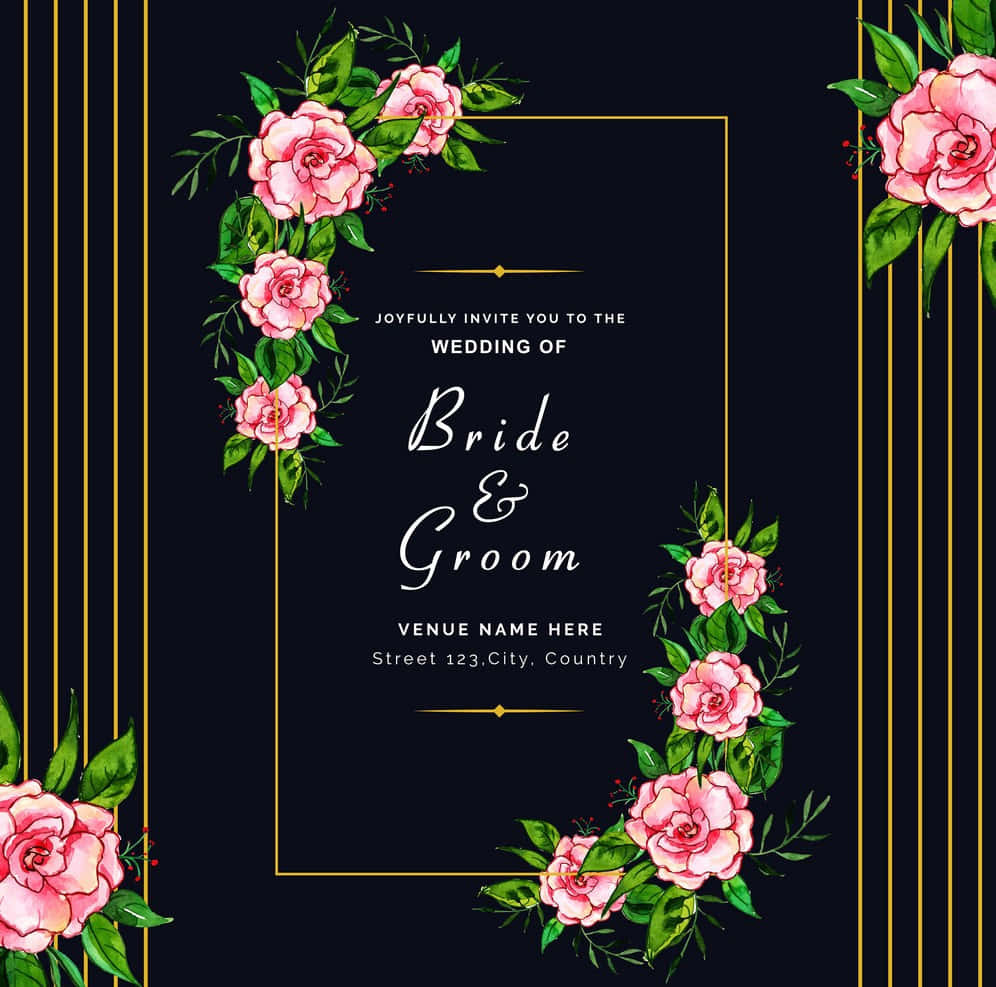 JOYFULLY INVITE YOU TO THE
WEDDING OF
Bride
&
Groom
VENUE NAME HERE
Street 123,City, Country